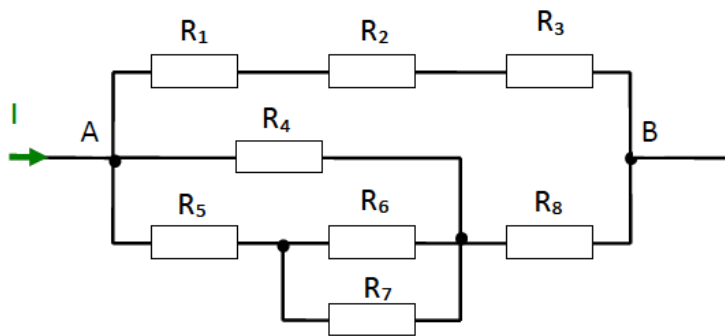 R₁ R₂ R₃
I
A B
R₄
R₅ R₆ R₈
R₇